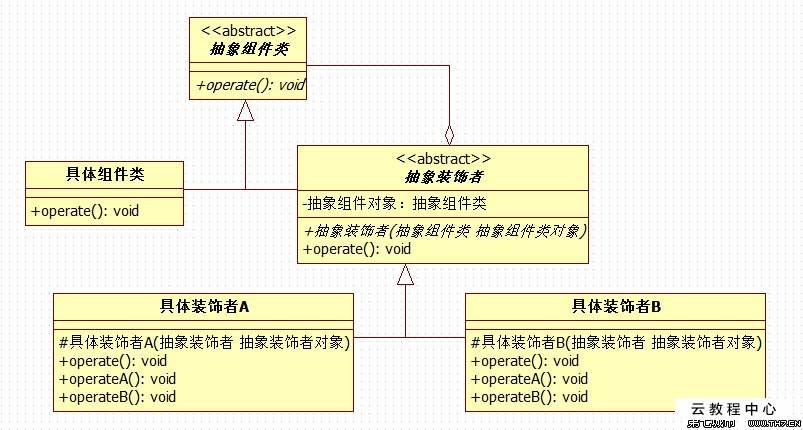 <<abstract>>
抽象组件类
+operate(): void
具体组件类
+operate(): void
<<abstract>>
抽象装饰者
-抽象组件对象：抽象组件类
+抽象装饰者(抽象组件类 抽象组件类对象)
+operate(): void
具体装饰者A
#具体装饰者A(抽象装饰者 抽象装饰者对象)
+operate(): void
+operateA(): void
+operateB(): void
具体装饰者B
#具体装饰者B(抽象装饰者 抽象装饰者对象)
+operate(): void
+operateA(): void
+operateB(): void
云教程中心
WWW.TH7.CN